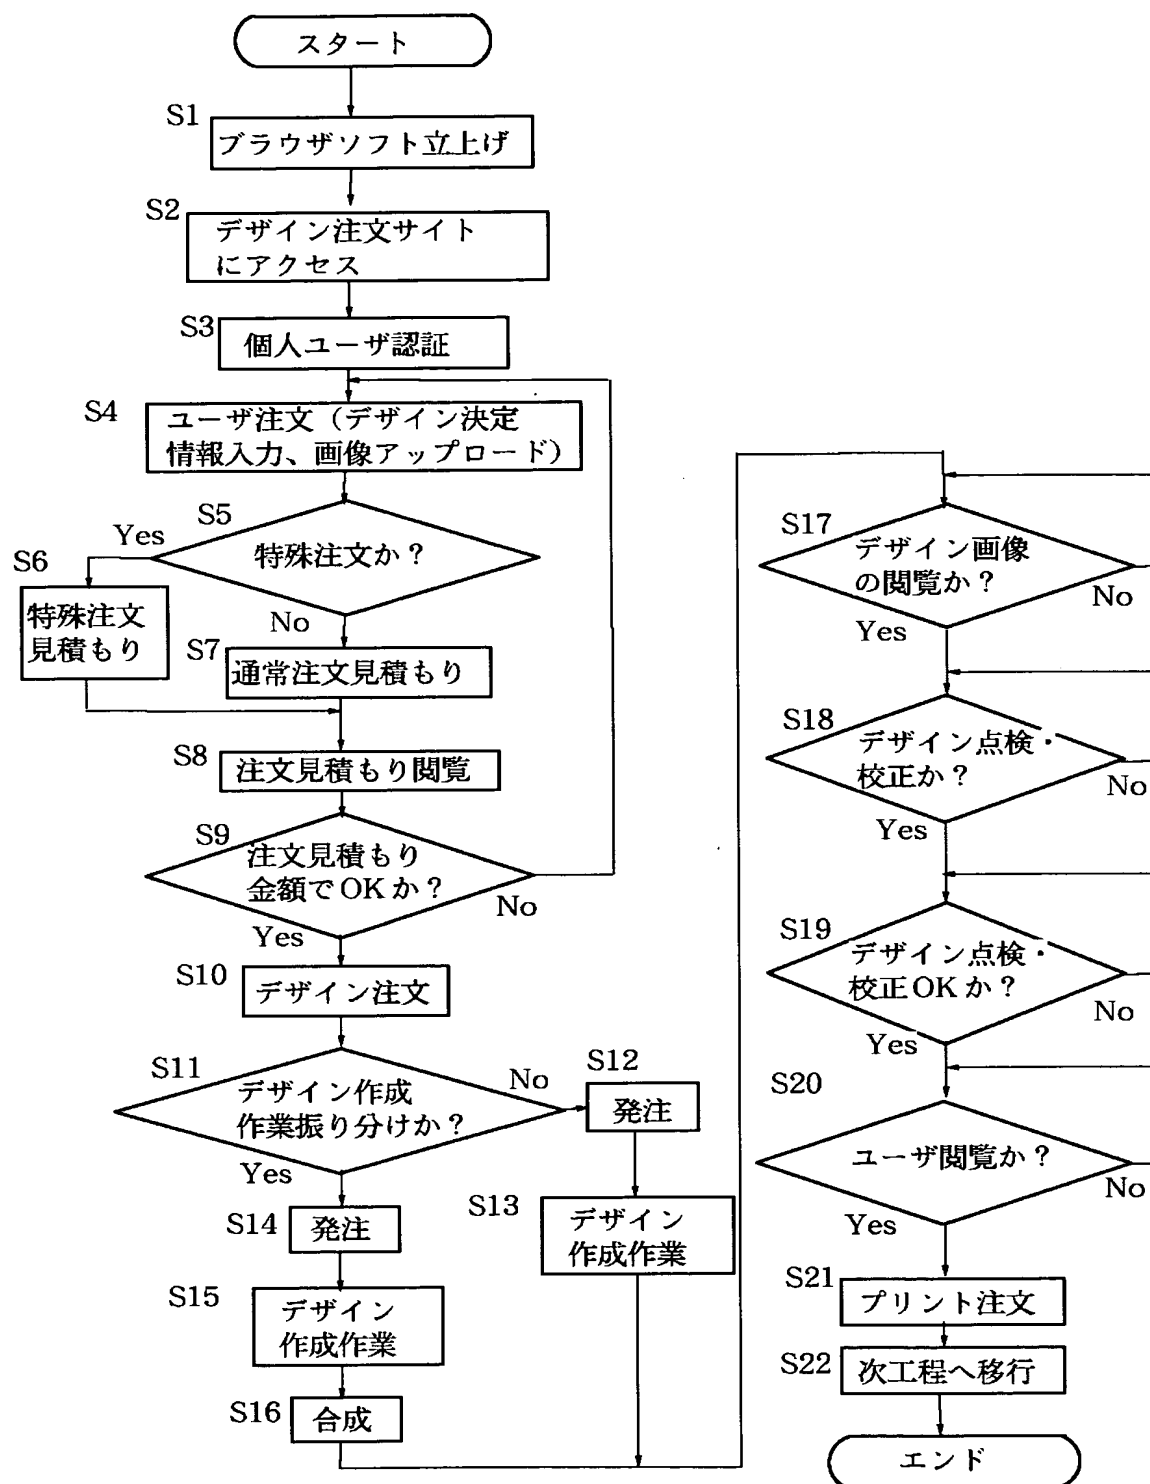 スタート
S1
ブラウザソフト立上げ
S2
デザイン注文サイト
にアクセス
S3
個人ユーザ認証
S4
ユーザ注文（デザイン決定
情報入力、画像アップロード）
S5
特殊注文か？
Yes
No
S6
特殊注文
見積もり
S7
通常注文見積もり
S8
注文見積もり閲覧
S9
注文見積もり
金額でOKか？
No
Yes
S10
デザイン注文
S11
デザイン作成
作業振り分けか？
No
Yes
S12
発注
S13
デザイン
作成作業
S14
発注
S15
デザイン
作成作業
S16
合成
S17
デザイン画像
の閲覧か？
No
Yes
S18
デザイン点検・
校正か？
No
Yes
S19
デザイン点検・
校正OKか？
No
Yes
S20
ユーザ閲覧か？
No
Yes
S21
プリント注文
S22
次工程へ移行
エンド